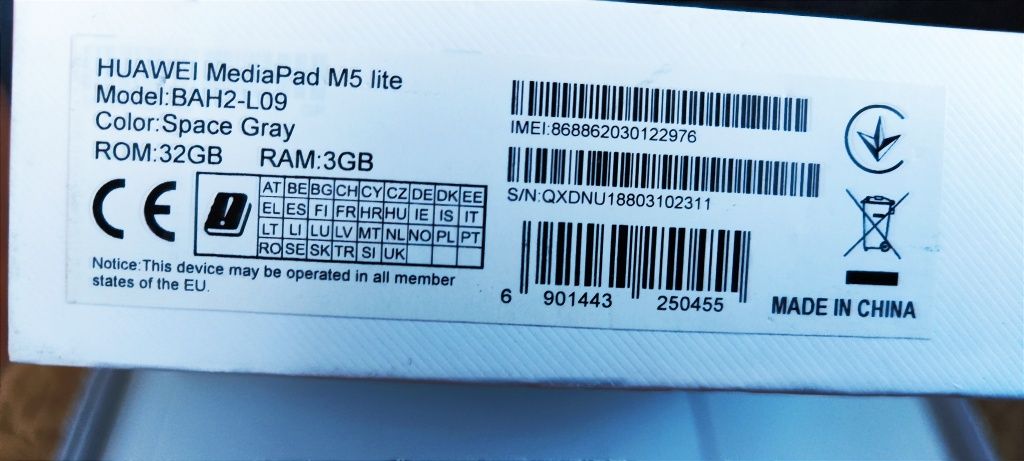 HUAWEI MediaPad M5 lite
Model:BAH2-L09
Color:Space Gray
ROM:32GB RAM:3GB
CE
AT BE BG CH CY CZ DE DK EE
EL ES FI FR HR HU IE IS IT
LT LI LU LV MT NL NO PL PT
RO SE SK TR SI UK
Notice:This device may be operated in all member
states of the EU.
IMEI:868862030122976
S/N:QXDNU18803102311
6 901443 250455
MADE IN CHINA